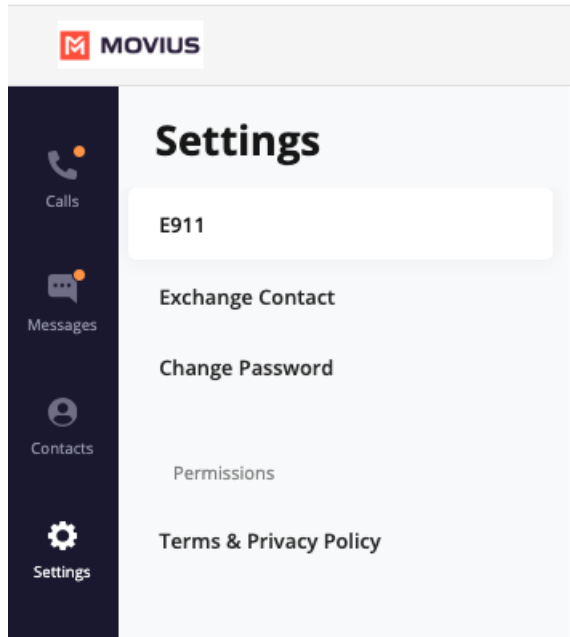 MOVIUS
Settings
Calls
E911
Messages
Exchange Contact
Change Password
Contacts
Permissions
Settings
Terms & Privacy Policy